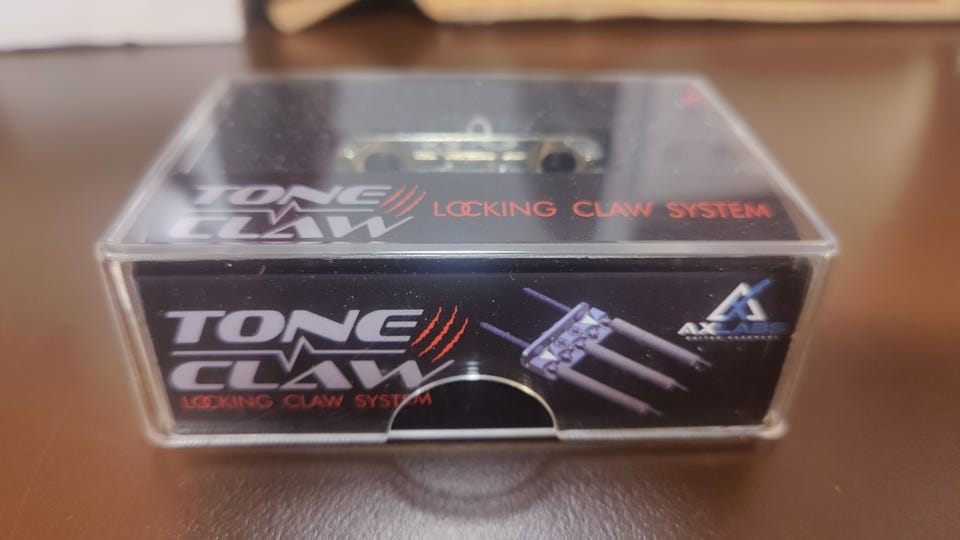 TONE
CLAW
LOCKING CLAW SYSTEM
TONE
CLAW
LOCKING CLAW SYSTEM
AXLABS